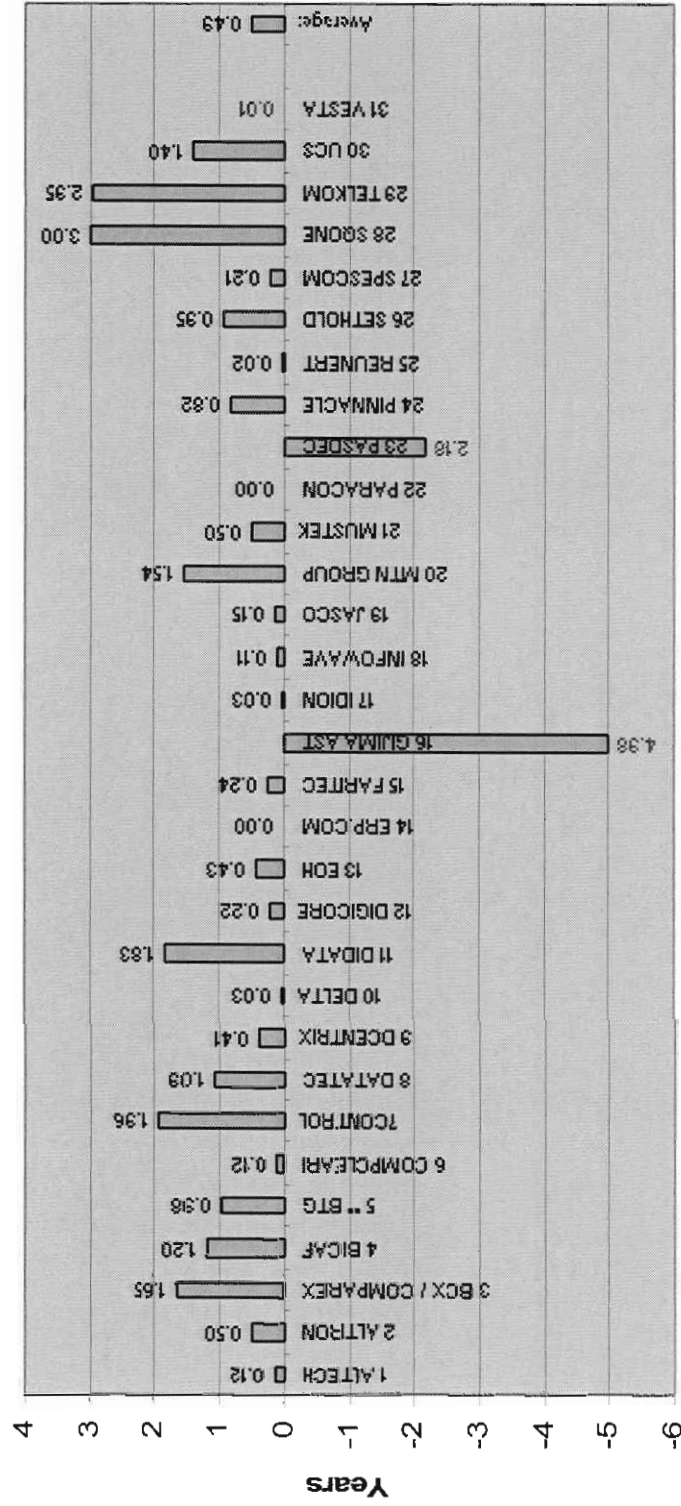 Years
4
3
2
1
0
-1
-2
-3
-4
-5
-6
1.ALTECH 0.12
2 ALTRON 0.50
3 BCX / COMPAREX 1.65
4 BICAF 1.20
5 ** BTG 0.98
6 COMPCLEARI 0.12
7CONTROL 1.96
8 DATATEC 1.09
9 DCENTRIX 0.41
10 DELTA 0.03
11 DIDATA 1.83
12 DIGICORE 0.22
13 EOH 0.43
14 ERP.COM 0.00
15 FARITEC 0.24
4.98 16 GIJIMA AST
17 IDION 0.03
18 INFOWAVE 0.11
19 JASCO 0.15
20 MTN GROUP 1.54
21 MUSTEK 0.50
22 PARACON 0.00
2.18 23 PASDEC
24 PINNACLE 0.82
25 REUNERT 0.02
26 SETHOLD 0.95
27 SPESCOM 0.21
28 SQONE 3.00
29 TELKOM 2.95
30 UCS 1.40
31 VESTA 0.01
Average: 0.49